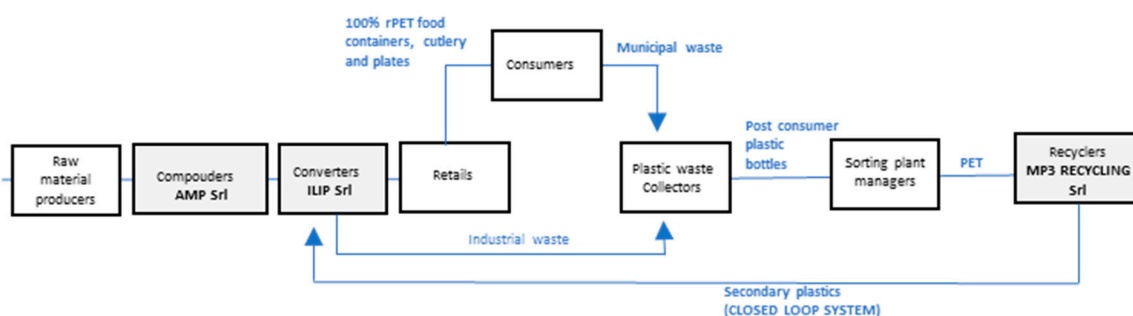 100% rPET food
containers, cutlery
and plates
Consumers
Municipal waste
Raw
material
producers
Compouders
AMP Srl
Converters
ILIP Srl
Retails
Plastic waste
Collectors
Post consumer
plastic
bottles
Sorting plant
managers
PET
Recyclers
MP3 RECYCLING
Srl
Industrial waste
Secondary plastics
(CLOSED LOOP SYSTEM)